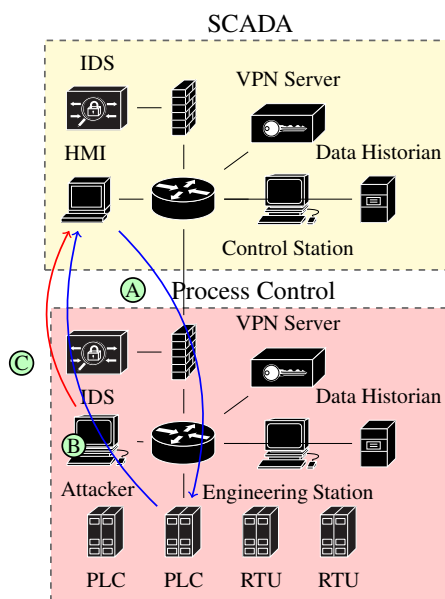 SCADA
IDS
VPN Server
HMI
Data Historian
Control Station
A
Process Control
VPN Server
C
IDS
Data Historian
B
Attacker
Engineering Station
PLC
PLC
RTU
RTU